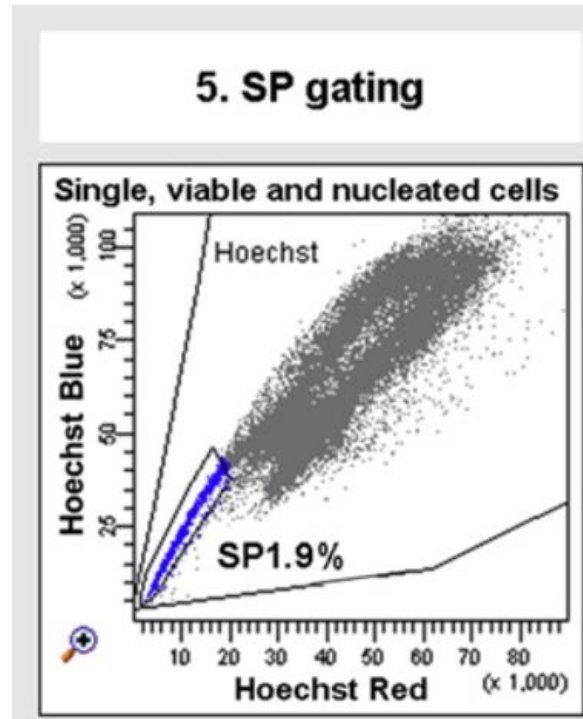 5. SP gating
Single, viable and nucleated cells
Hoechst
Hoechst Blue (x 1,000)
100
75
50
25
SP1.9%
10 20 30 40 50 60 70 80
Hoechst Red (x 1,000)